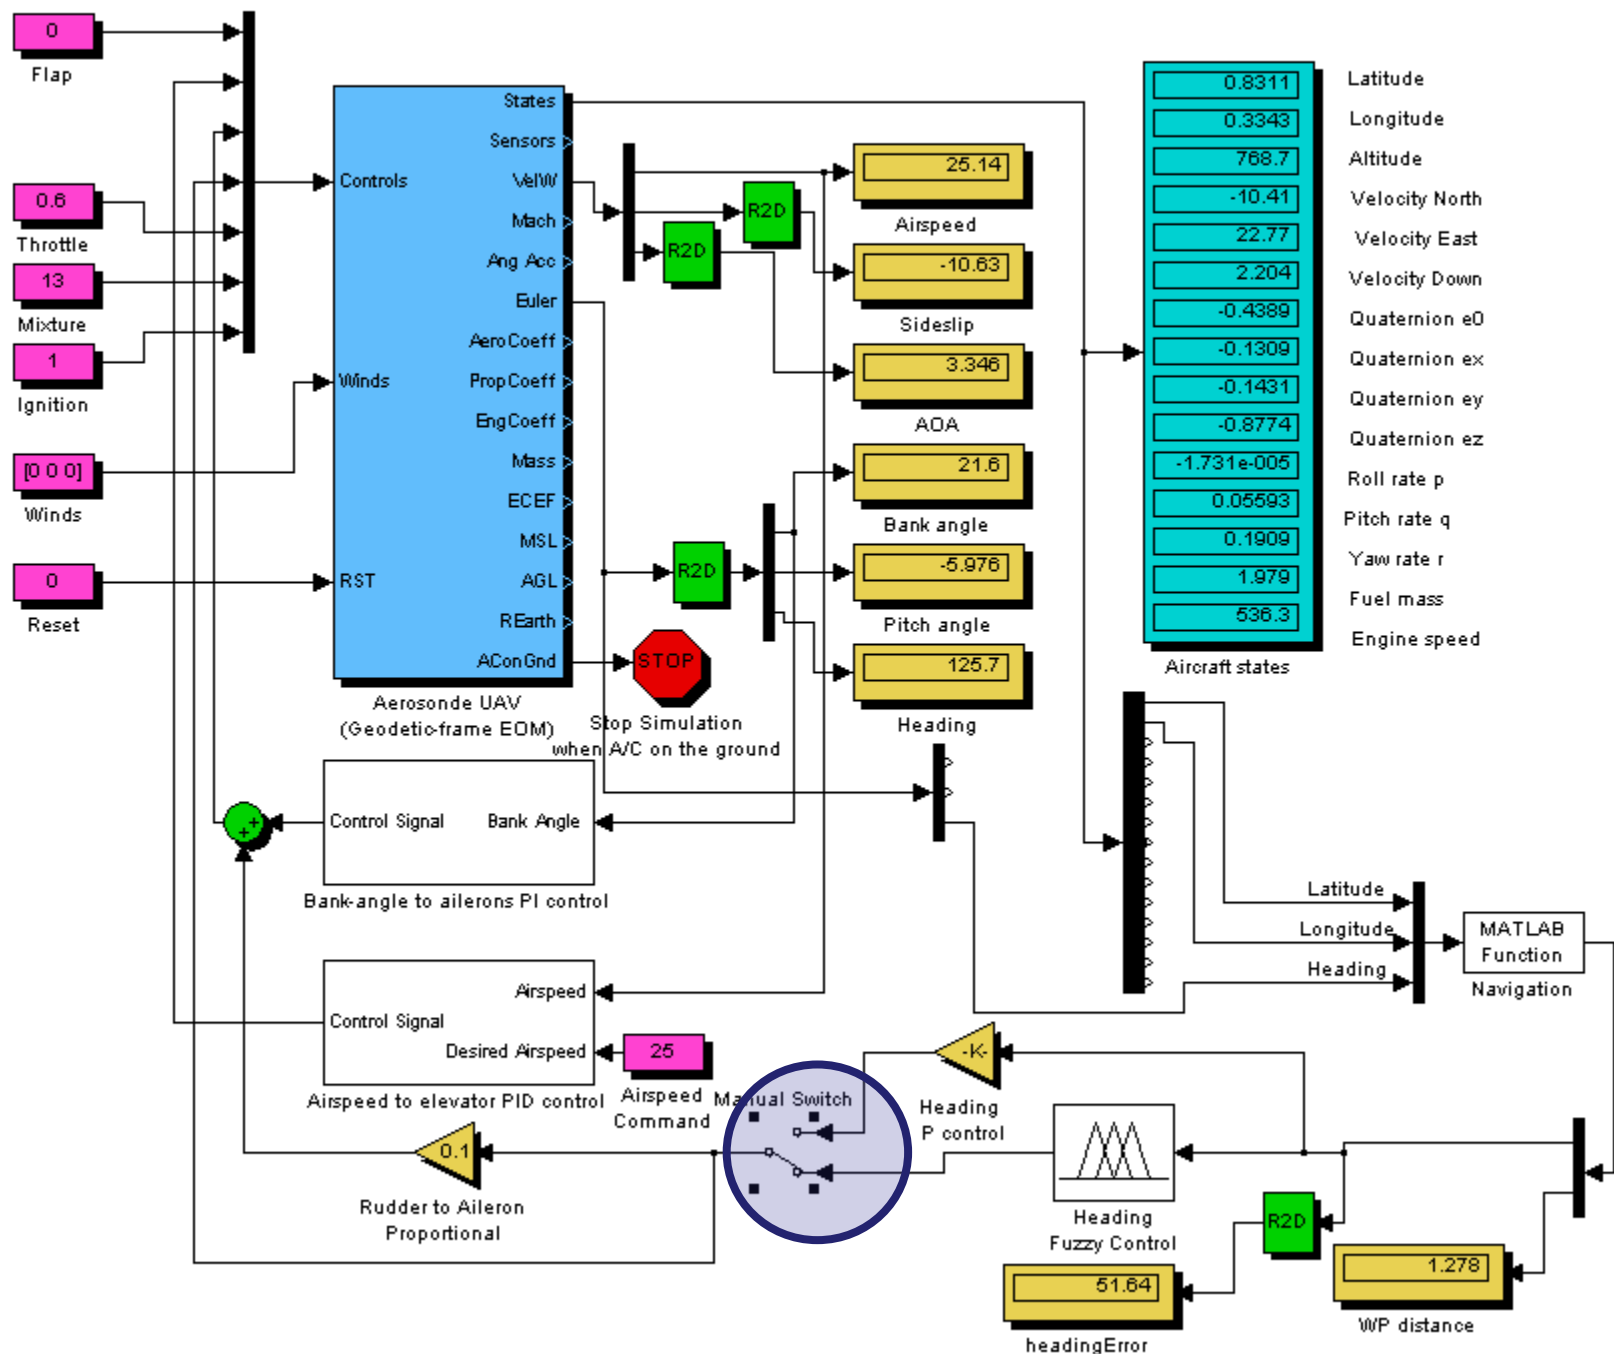 0
Flap
0.6
Throttle
13
Mixture
1
Ignition
[0 0 0]
Winds
0
Reset
Controls
Winds
RST
States
Sensors
VelW
Mach
Ang Acc
Euler
AeroCoeff
PropCoeff
EngCoeff
Mass
ECEF
MSL
AGL
REarth
AConGnd
Aerosonde UAV
(Geodetic-frame EOM)
R2D
R2D
R2D
STOP
Stop Simulation
when A/C on the ground
25.14
Airspeed
-10.63
Sideslip
3.346
AOA
21.6
Bank angle
-5.976
Pitch angle
125.7
Heading
0.8311
0.3343
768.7
-10.41
22.77
2.204
-0.4389
-0.1309
-0.1431
-0.8774
-1.731e-005
0.05593
0.1909
1.979
536.3
Aircraft states
Latitude
Longitude
Altitude
Velocity North
Velocity East
Velocity Down
Quaternion e0
Quaternion ex
Quaternion ey
Quaternion ez
Roll rate p
Pitch rate q
Yaw rate r
Fuel mass
Engine speed
Control Signal
Bank Angle
Bank-angle to ailerons PI control
+
+
Airspeed
Control Signal
Desired Airspeed
Airspeed to elevator PID control
25
Airspeed
Command
Manual Switch
0.1
Rudder to Aileron
Proportional
-K-
Heading
P control
Heading
Fuzzy Control
Latitude
Longitude
Heading
MATLAB
Function
Navigation
R2D
51.64
headingError
1.278
WP distance